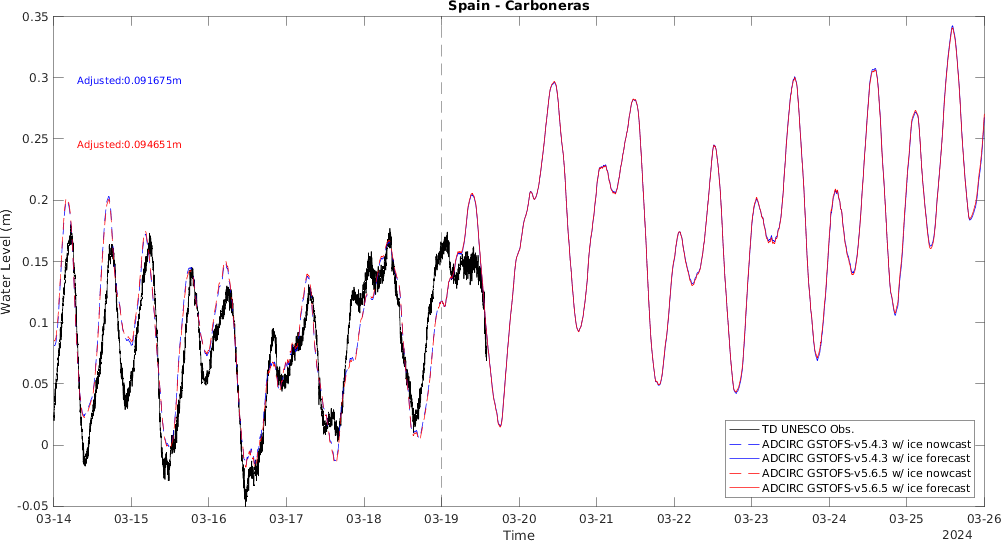 Spain - Carboneras
0.35
0.3
0.25
0.2
0.15
0.1
0.05
0
-0.05
Water Level (m)
Adjusted:0.091675m
Adjusted:0.094651m
TD UNESCO Obs.
ADCIRC GSTOFS-v5.4.3 w/ ice nowcast
ADCIRC GSTOFS-v5.4.3 w/ ice forecast
ADCIRC GSTOFS-v5.6.5 w/ ice nowcast
ADCIRC GSTOFS-v5.6.5 w/ ice forecast
03-14 03-15 03-16 03-17 03-18 03-19 03-20 03-21 03-22 03-23 03-24 03-25 03-26
Time
2024